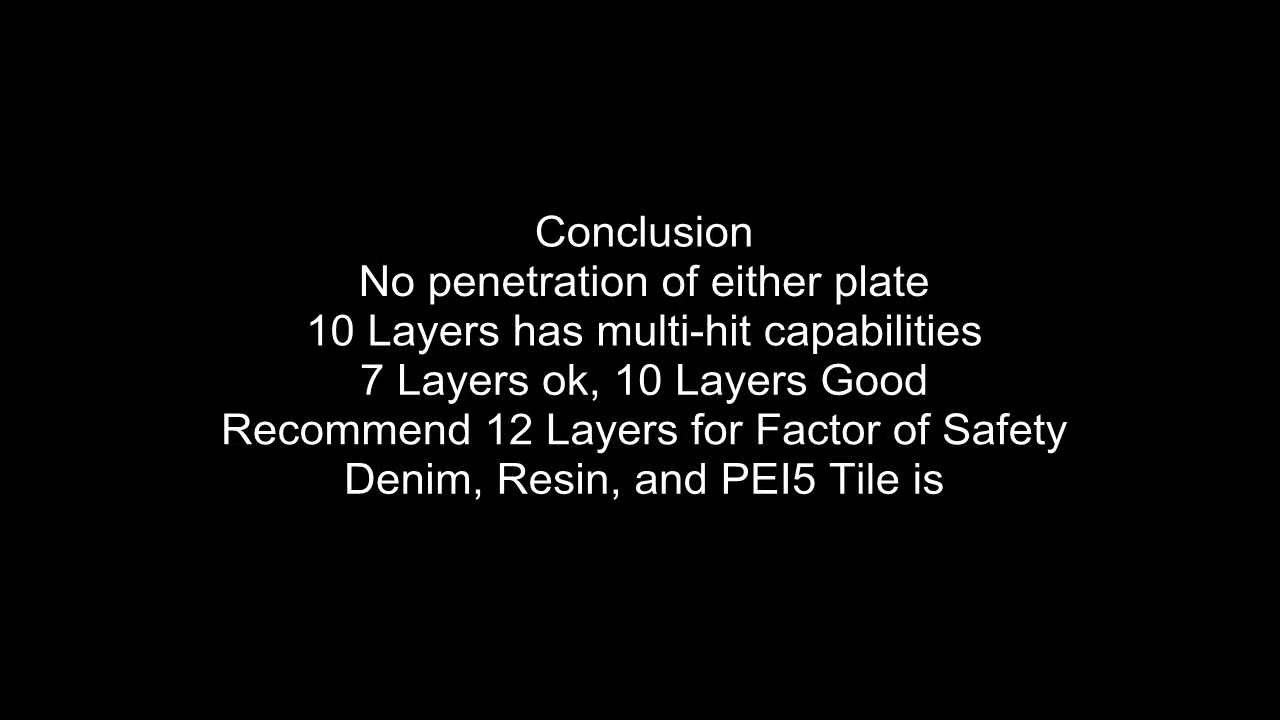 Conclusion
No penetration of either plate
10 Layers has multi-hit capabilities
7 Layers ok, 10 Layers Good
Recommend 12 Layers for Factor of Safety
Denim, Resin, and PEI5 Tile is